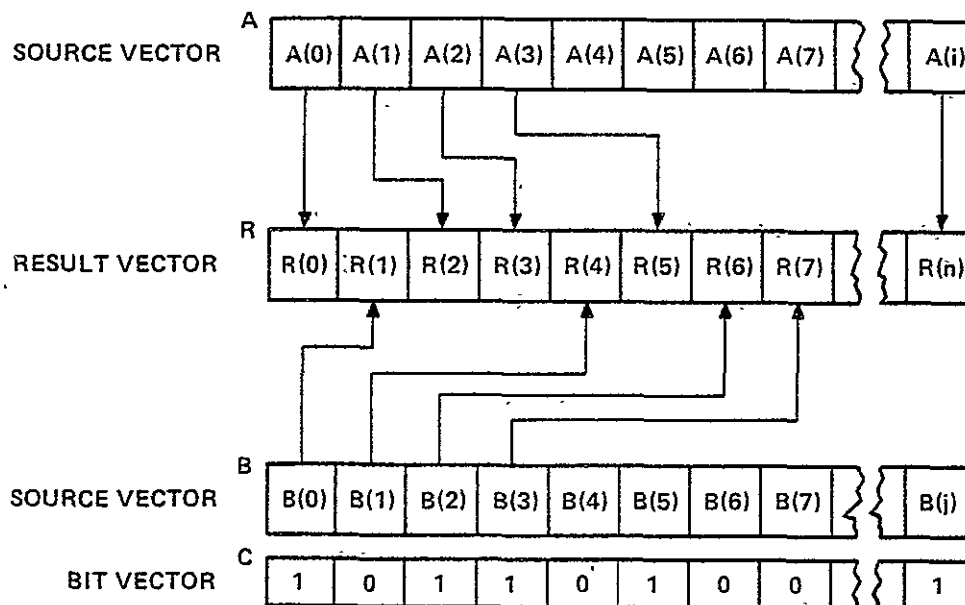 A
SOURCE VECTOR A(0) A(1) A(2) A(3) A(4) A(5) A(6) A(7) A(i)
R
RESULT VECTOR R(0) R(1) R(2) R(3) R(4) R(5) R(6) R(7) R(n)
B
SOURCE VECTOR B(0) B(1) B(2) B(3) B(4) B(5) B(6) B(7) B(j)
C
BIT VECTOR 1 0 1 1 0 1 0 0 1